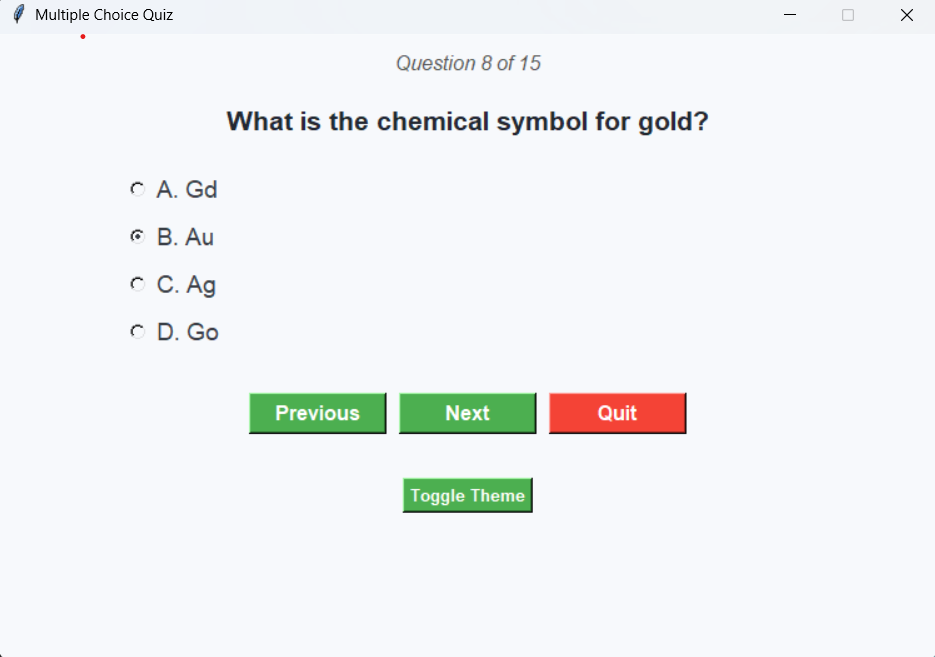 Multiple Choice Quiz
Question 8 of 15
What is the chemical symbol for gold?
A. Gd
B. Au
C. Ag
D. Go
Previous Next Quit
Toggle Theme